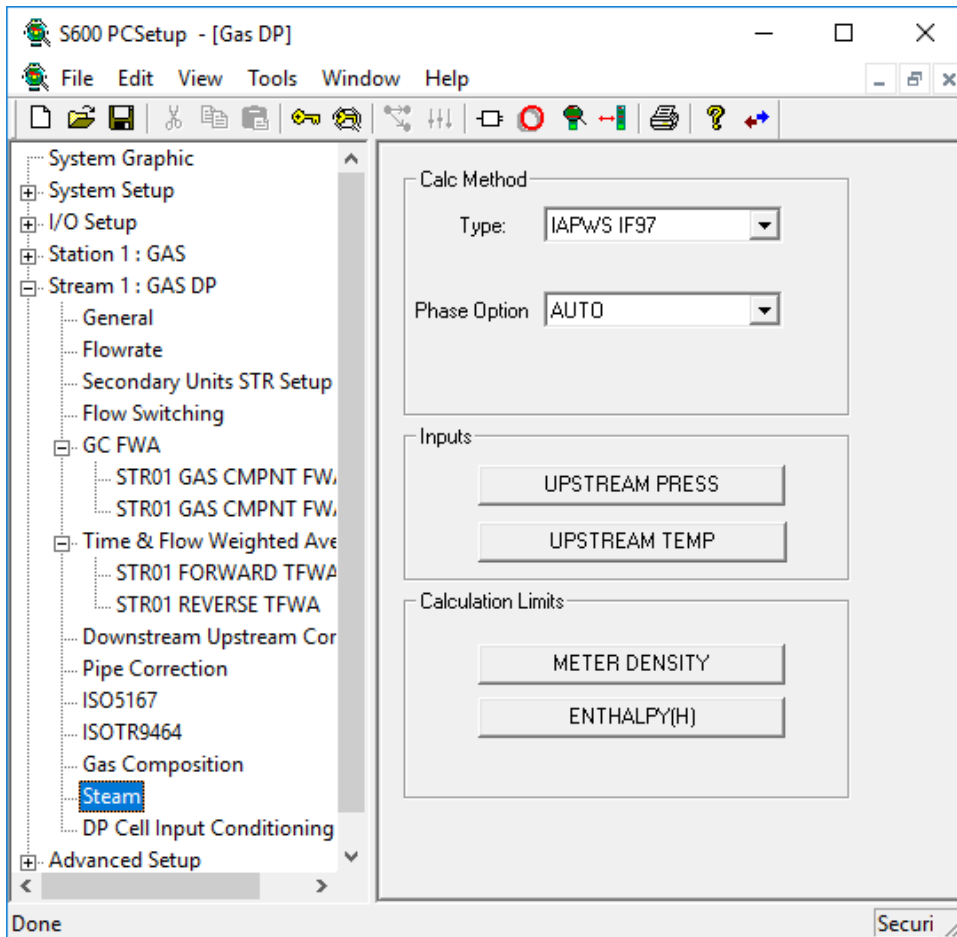 S600 PCSetup - [Gas DP]
File Edit View Tools Window Help
System Graphic
System Setup
I/O Setup
Station 1 : GAS
Stream 1 : GAS DP
General
Flowrate
Secondary Units STR Setup
Flow Switching
GC FWA
STR01 GAS CMPNT FW
STR01 GAS CMPNT FW
Time & Flow Weighted Ave
STR01 FORWARD TFWA
STR01 REVERSE TFWA
Downstream Upstream Cor
Pipe Correction
ISO5167
ISOTR9464
Gas Composition
Steam
DP Cell Input Conditioning
Advanced Setup
Calc Method
Type: IAPWS IF97
Phase Option AUTO
Inputs
UPSTREAM PRESS
UPSTREAM TEMP
Calculation Limits
METER DENSITY
ENTHALPY(H)
Done Securi